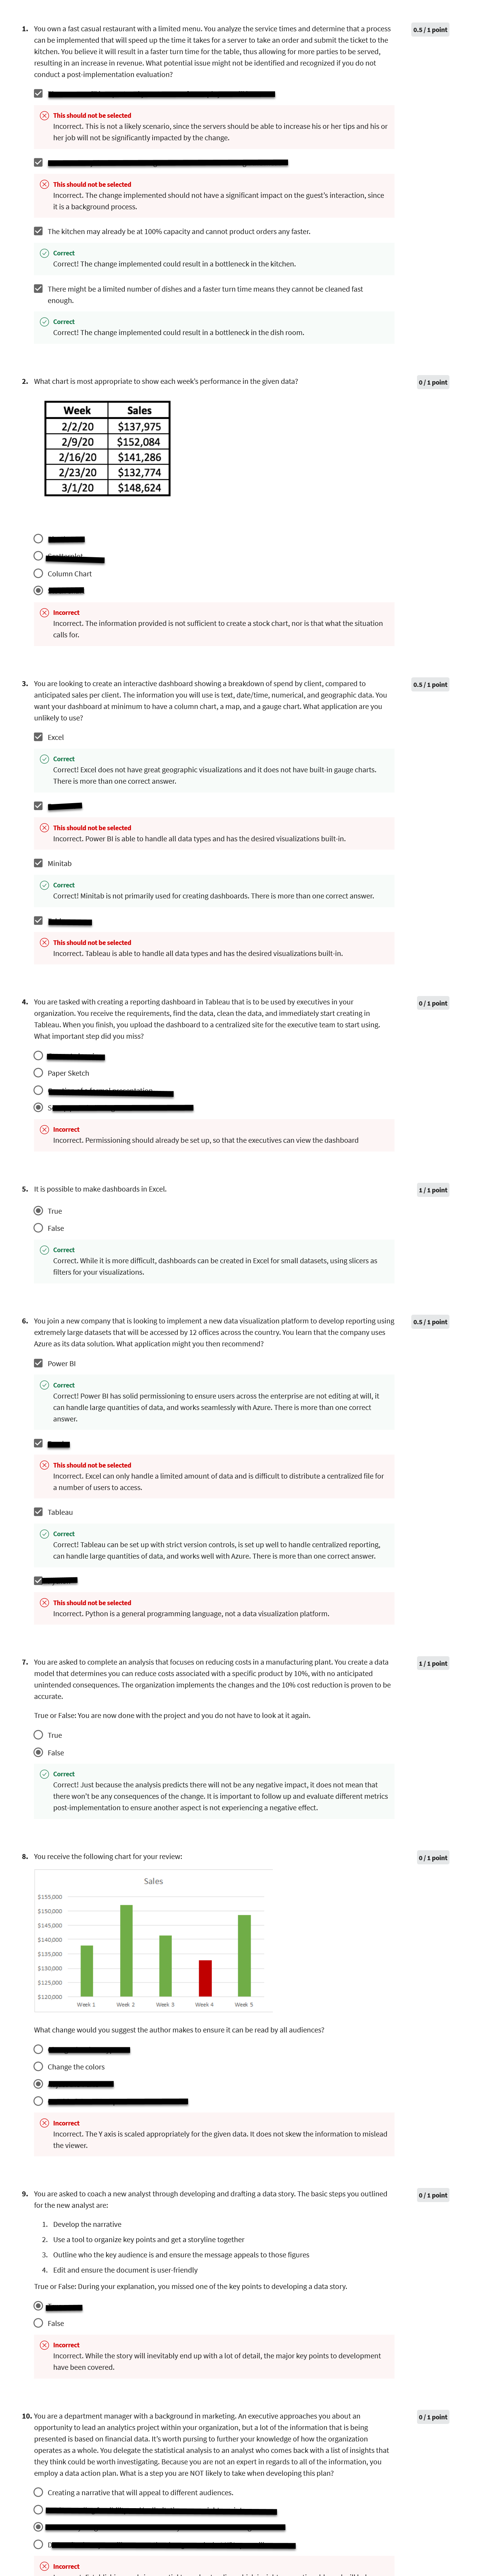 1. You own a fast casual restaurant with a limited menu. You analyze the service times and determine that a process
can be implemented that will speed up the time it takes for a server to take an order and submit the ticket to the
kitchen. You believe it will result in a faster turn time for the table, thus allowing for more parties to be served,
resulting in an increase in revenue. What potential issue might not be identified and recognized if you do not
conduct a post-implementation evaluation?
0.5 / 1 point
This should not be selected
Incorrect. This is not a likely scenario, since the servers should be able to increase his or her tips and his or
her job will not be significantly impacted by the change.
This should not be selected
Incorrect. The change implemented should not have a significant impact on the guest's interaction, since
it is a background process.
The kitchen may already be at 100% capacity and cannot product orders any faster.
Correct
Correct! The change implemented could result in a bottleneck in the kitchen.
There might be a limited number of dishes and a faster turn time means they cannot be cleaned fast
enough.
Correct
Correct! The change implemented could result in a bottleneck in the dish room.
2. What chart is most appropriate to show each week's performance in the given data?
0 / 1 point
Week Sales
2/2/20 $137,975
2/9/20 $152,084
2/16/20 $141,286
2/23/20 $132,774
3/1/20 $148,624
Column Chart
Incorrect
Incorrect. The information provided is not sufficient to create a stock chart, nor is that what the situation
calls for.
3. You are looking to create an interactive dashboard showing a breakdown of spend by client, compared to
anticipated sales per client. The information you will use is text, date/time, numerical, and geographic data. You
want your dashboard at minimum to have a column chart, a map, and a gauge chart. What application are you
unlikely to use?
0.5 / 1 point
Excel
Correct
Correct! Excel does not have great geographic visualizations and it does not have built-in gauge charts.
There is more than one correct answer.
This should not be selected
Incorrect. Power BI is able to handle all data types and has the desired visualizations built-in.
Minitab
Correct
Correct! Minitab is not primarily used for creating dashboards. There is more than one correct answer.
This should not be selected
Incorrect. Tableau is able to handle all data types and has the desired visualizations built-in.
4. You are tasked with creating a reporting dashboard in Tableau that is to be used by executives in your
organization. You receive the requirements, find the data, clean the data, and immediately start creating in
Tableau. When you finish, you upload the dashboard to a centralized site for the executive team to start using.
What important step did you miss?
0 / 1 point
Paper Sketch
Incorrect
Incorrect. Permissioning should already be set up, so that the executives can view the dashboard
5. It is possible to make dashboards in Excel.
1 / 1 point
True
False
Correct
Correct. While it is more difficult, dashboards can be created in Excel for small datasets, using slicers as
filters for your visualizations.
6. You join a new company that is looking to implement a new data visualization platform to develop reporting using
extremely large datasets that will be accessed by 12 offices across the country. You learn that the company uses
Azure as its data solution. What application might you then recommend?
0.5 / 1 point
Power BI
Correct
Correct! Power BI has solid permissioning to ensure users across the enterprise are not editing at will, it
can handle large quantities of data, and works seamlessly with Azure. There is more than one correct
answer.
This should not be selected
Incorrect. Excel can only handle a limited amount of data and is difficult to distribute a centralized file for
a number of users to access.
Tableau
Correct
Correct! Tableau can be set up with strict version controls, is set up well to handle centralized reporting,
can handle large quantities of data, and works well with Azure. There is more than one correct answer.
This should not be selected
Incorrect. Python is a general programming language, not a data visualization platform.
7. You are asked to complete an analysis that focuses on reducing costs in a manufacturing plant. You create a data
model that determines you can reduce costs associated with a specific product by 10%, with no anticipated
unintended consequences. The organization implements the changes and the 10% cost reduction is proven to be
accurate.
1 / 1 point
True or False: You are now done with the project and you do not have to look at it again.
True
False
Correct
Correct! Just because the analysis predicts there will not be any negative impact, it does not mean that
there won't be any consequences of the change. It is important to follow up and evaluate different metrics
post-implementation to ensure another aspect is not experiencing a negative effect.
8. You receive the following chart for your review:
0 / 1 point
Sales
$155,000
$150,000
$145,000
$140,000
$135,000
$130,000
$125,000
$120,000
Week 1 Week 2 Week 3 Week 4 Week 5
What change would you suggest the author makes to ensure it can be read by all audiences?
Change the colors
Incorrect
Incorrect. The Y axis is scaled appropriately for the given data. It does not skew the information to mislead
the viewer.
9. You are asked to coach a new analyst through developing and drafting a data story. The basic steps you outlined
for the new analyst are:
0 / 1 point
1. Develop the narrative
2. Use a tool to organize key points and get a storyline together
3. Outline who the key audience is and ensure the message appeals to those figures
4. Edit and ensure the document is user-friendly
True or False: During your explanation, you missed one of the key points to developing a data story.
False
Incorrect
Incorrect. While the story will inevitably end up with a lot of detail, the major key points to development
have been covered.
10. You are a department manager with a background in marketing. An executive approaches you about an
opportunity to lead an analytics project within your organization, but a lot of the information that is being
presented is based on financial data. It's worth pursing to further your knowledge of how the organization
operates as a whole. You delegate the statistical analysis to an analyst who comes back with a list of insights that
they think could be worth investigating. Because you are not an expert in regards to all of the information, you
employ a data action plan. What is a step you are NOT likely to take when developing this plan?
0 / 1 point
Creating a narrative that will appeal to different audiences.
Incorrect